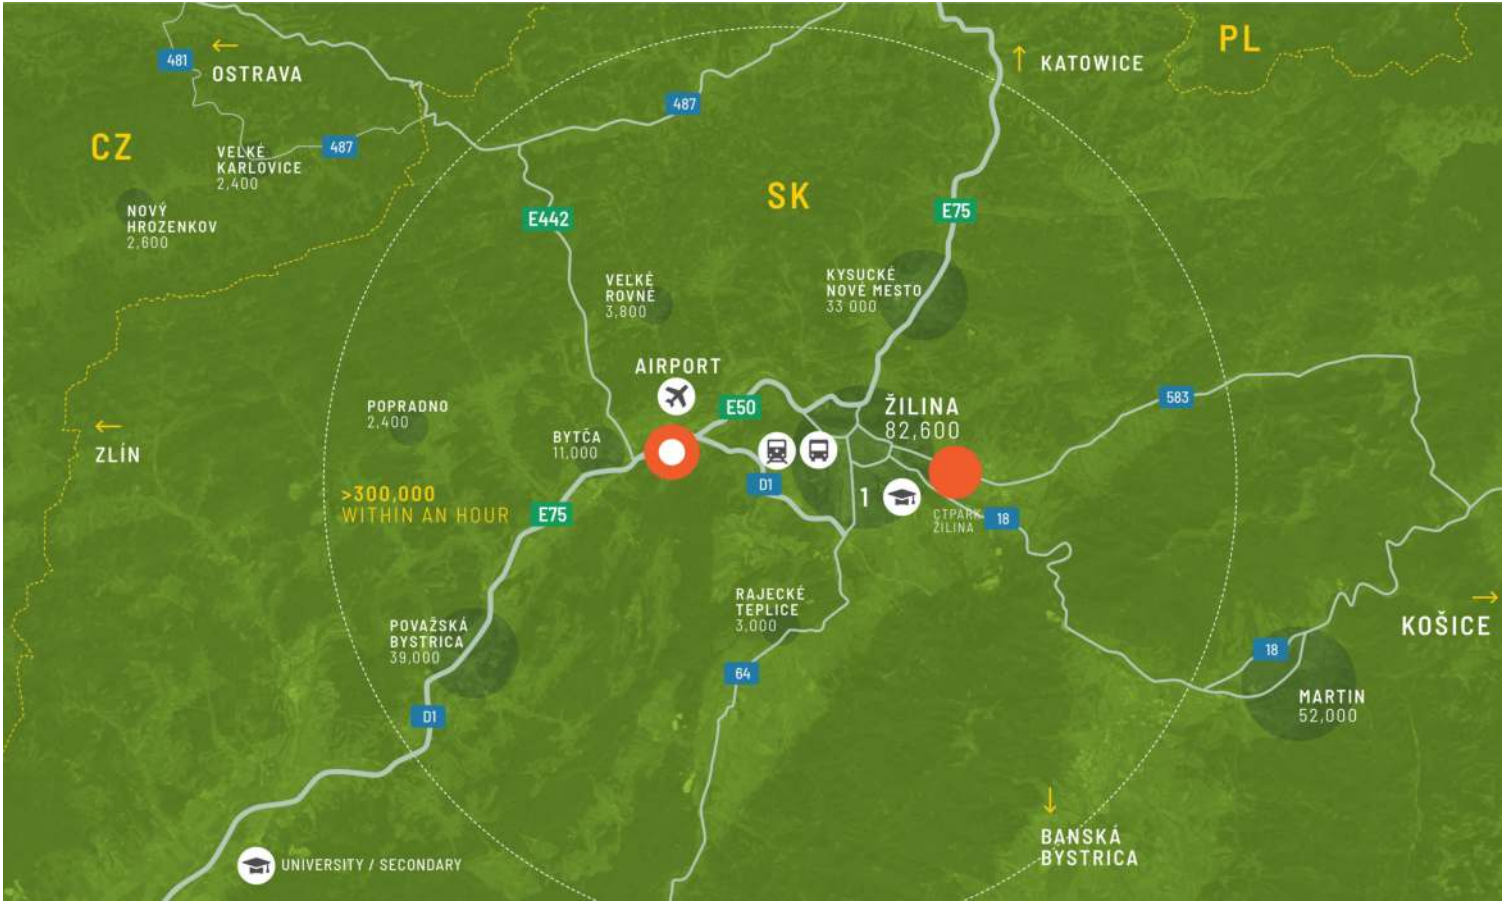 PL
481
OSTRAVA
KATOWICE
487
CZ
487
VELKÉ
KARLOVICE
2,400
SK
NOVÝ
HROZENKOV
2,600
E442
E75
VEĽKÉ
ROVNÉ
3,800
KYSUCKÉ
NOVÉ MESTO
33 000
AIRPORT
583
POPRADNO
2,400
E50
ŽILINA
82,600
ZLÍN
BYTČA
11,000
D1
>300,000
WITHIN AN HOUR
E75
1
CTPARK
ŽILINA
18
RAJECKÉ
TEPLICE
3,000
KOŠICE
POVAŽSKÁ
BYSTRICA
39,000
18
64
MARTIN
52,000
D1
BANSKÁ
BYSTRICA
UNIVERSITY / SECONDARY